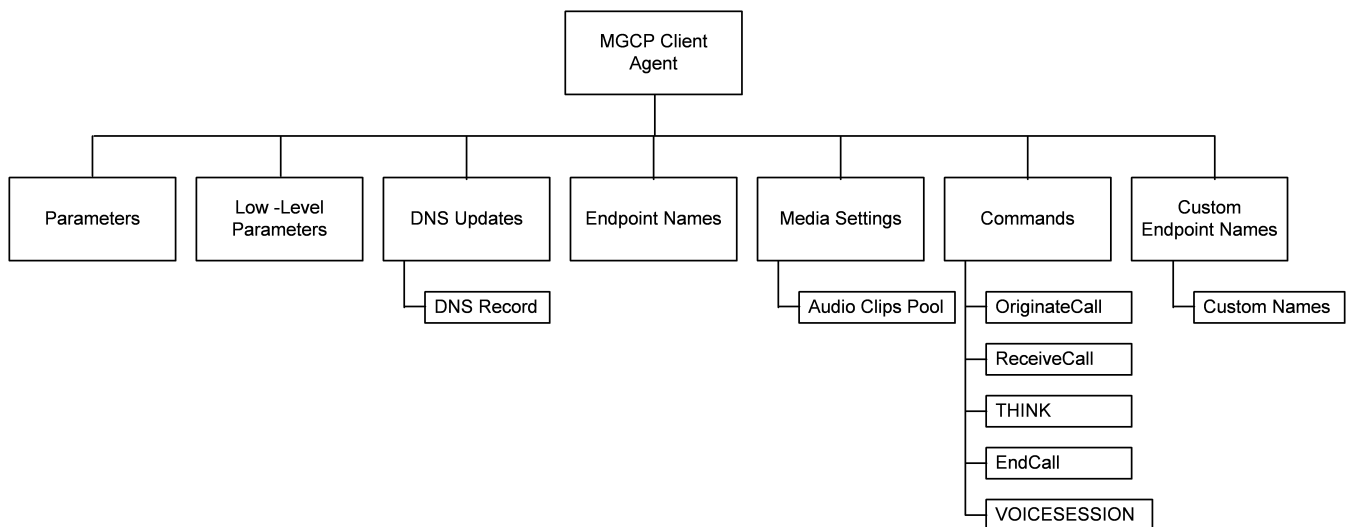 MGCP Client
Agent
Parameters
Low -Level
Parameters
DNS Updates
Endpoint Names
Media Settings
Commands
Custom
Endpoint Names
DNS Record
Audio Clips Pool
OriginateCall
Custom Names
ReceiveCall
THINK
EndCall
VOICESESSION